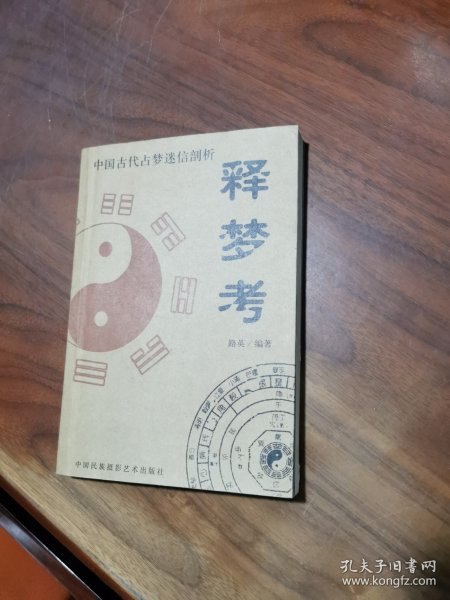 中国古代占梦迷信剖析
释梦考
路英/编著
中国民族摄影艺术出版社
孔夫子旧书网
www.kongfz.com